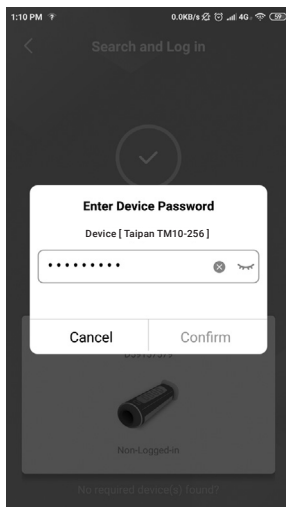 1:10 PM 0.0KB/s 4G 59
Search and Log in
Enter Device Password
Device [ Taipan TM10-256 ]
•••••••••
Cancel Confirm
Non-Logged-in
No required device(s) found?